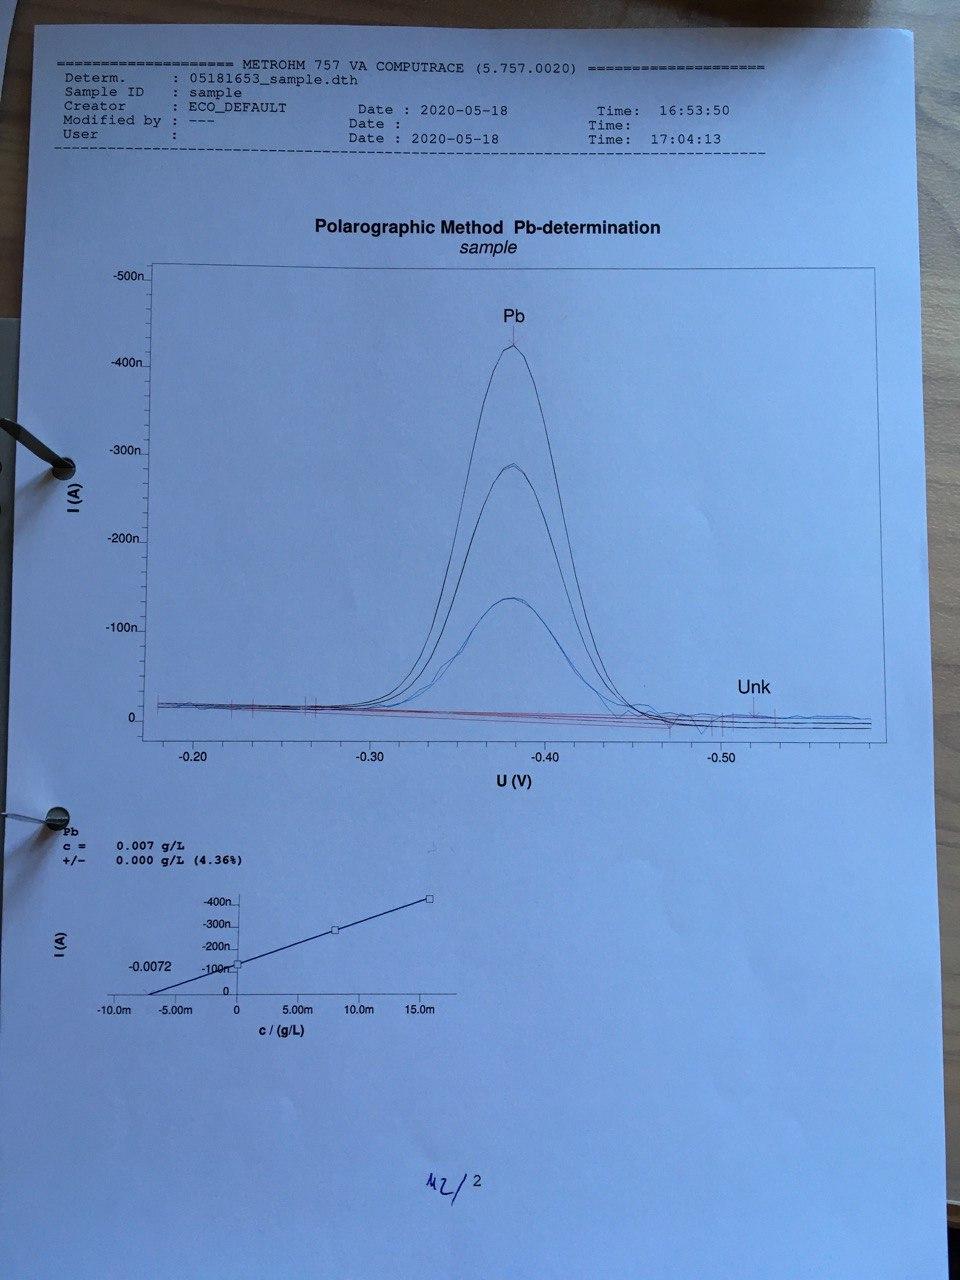 ==================== METROHM 757 VA COMPUTRACE (5.757.0020) ====================
Determ. : 05181653_sample.dth
Sample ID : sample
Creator : ECO_DEFAULT Date : 2020-05-18 Time: 16:53:50
Modified by : --- Date : Time:
User : Date : 2020-05-18 Time: 17:04:13
--------------------------------------------------------------------------------
Polarographic Method Pb-determination
sample
-500n
Pb
-400n
-300n
I (A)
-200n
-100n
Unk
0
-0.20 -0.30 -0.40 -0.50
U (V)
Pb
c = 0.007 g/L
+/- 0.000 g/L (4.36%)
-400n
-300n
I (A)
-200n
-0.0072 -100n
0
-10.0m -5.00m 0 5.00m 10.0m 15.0m
c / (g/L)
2